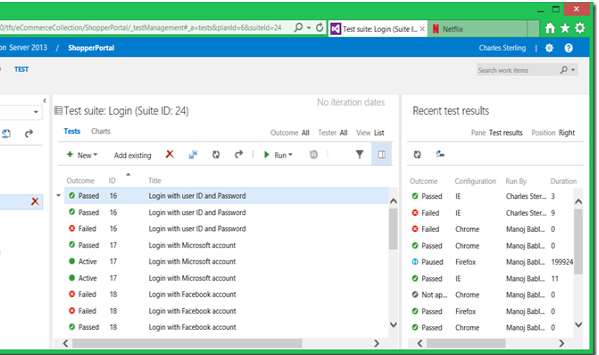 0/tfs/eCommerceCollection/ShopperPortal/_testManagement#_a=tests&planId=6&suiteId=24
Test suite: Login (Suite ID: 24) | L...
Netflix
on Server 2013 / ShopperPortal
Charles Sterling
TEST
Search work items
Test suite: Login (Suite ID: 24)
No iteration dates
Tests Charts
Outcome All Tester All View List
New Add existing Run
Outcome ID Title
Passed 16 Login with user ID and Password
Passed 16 Login with user ID and Password
Failed 16 Login with user ID and Password
Passed 17 Login with Microsoft account
Active 17 Login with Microsoft account
Active 17 Login with Microsoft account
Failed 18 Login with Facebook account
Failed 18 Login with Facebook account
Passed 18 Login with Facebook account
Recent test results
Pane Test results Position Right
Outcome Configuration Run By Duration
Passed IE Charles Ster... 3
Failed IE Charles Ster... 9
Failed Chrome Manoj Babl... 0
Paused Firefox Manoj Babl... 199924
Passed IE Manoj Babl... 11
Not ap... Chrome Manoj Babl... 0
Passed Firefox Manoj Babl... 0
Passed Chrome Manoj Babl... 0